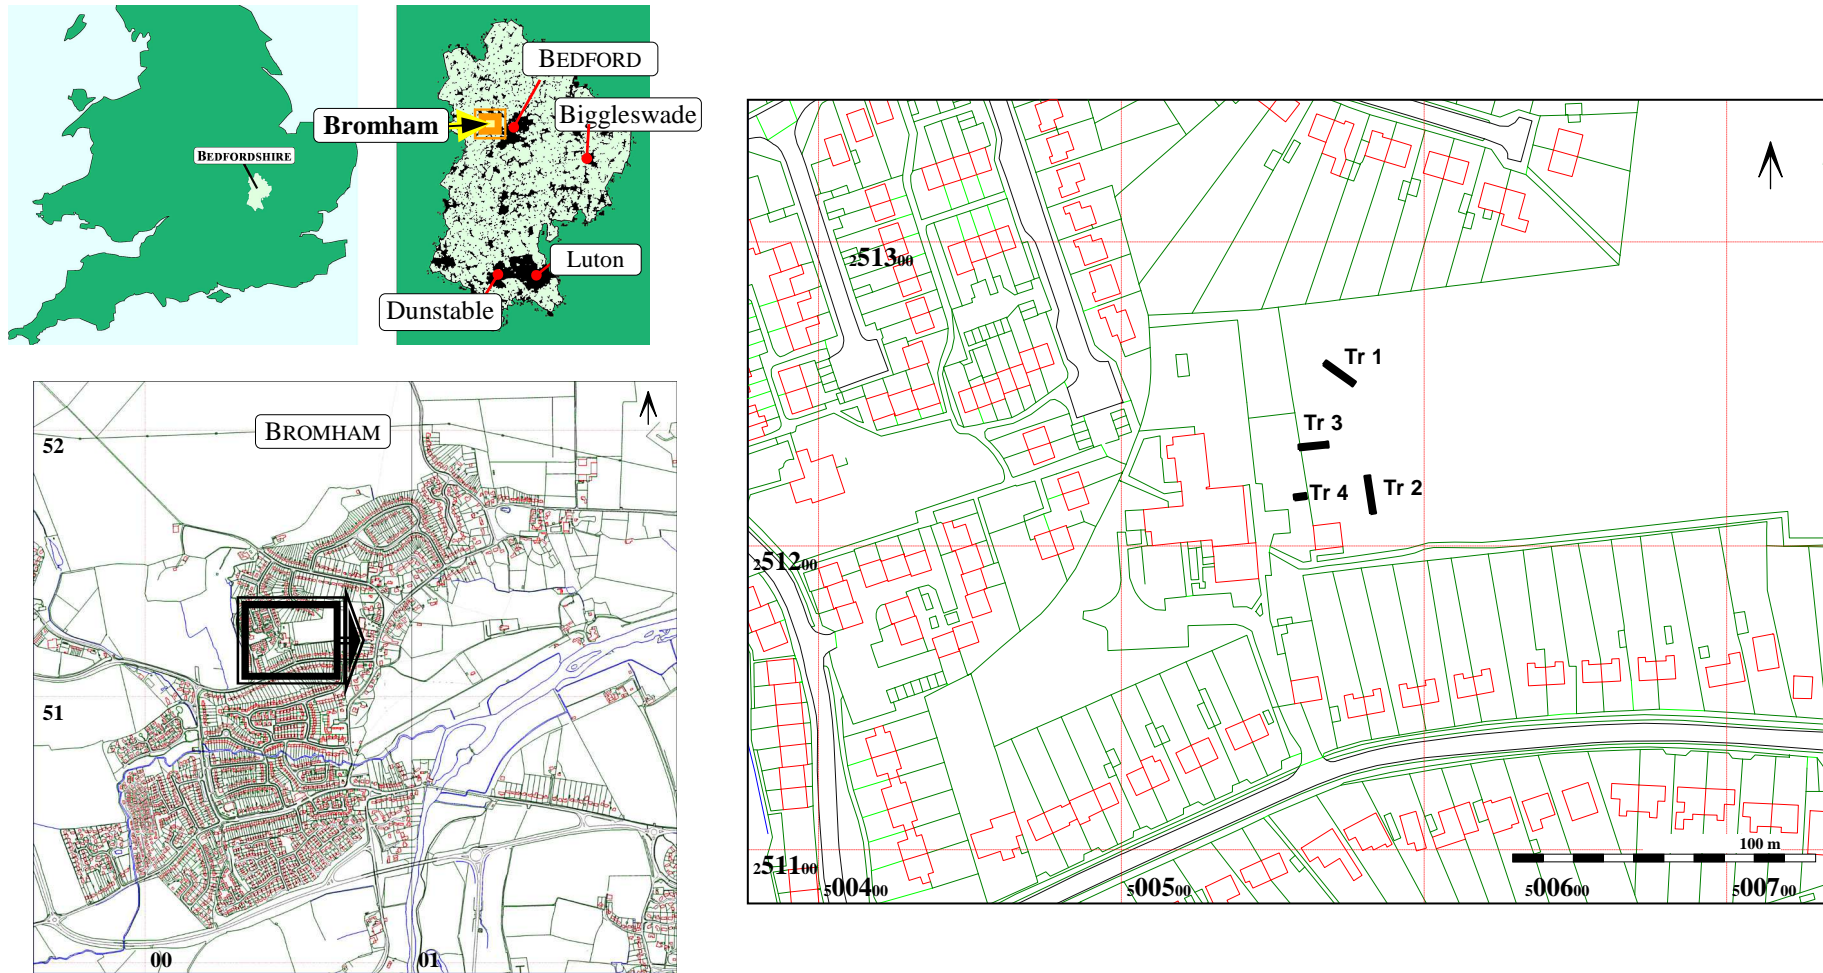 BEDFORDSHIRE
BEDFORD
Biggleswade
Bromham
Luton
Dunstable
BROMHAM
52
51
00
01
251300
251200
251100
500400
500500
500600
500700
Tr 1
Tr 3
Tr 4
Tr 2
100 m